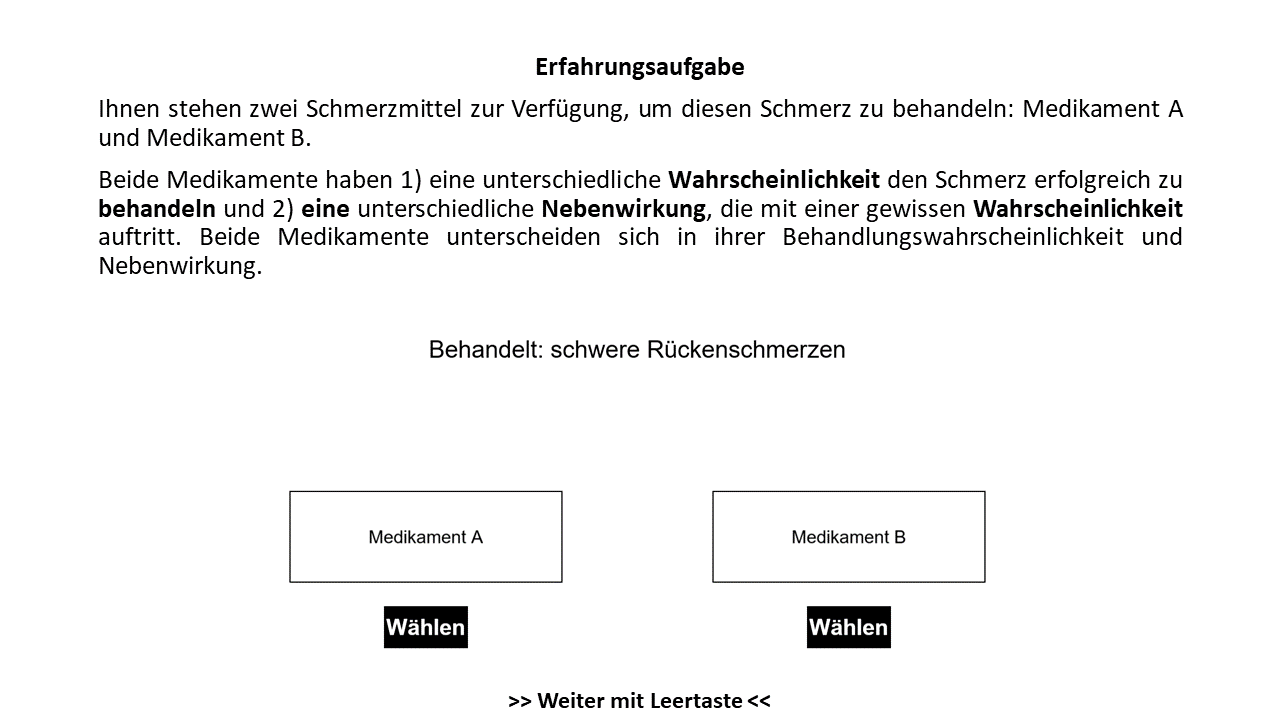 Erfahrungsaufgabe
Ihnen stehen zwei Schmerzmittel zur Verfügung, um diesen Schmerz zu behandeln: Medikament A
und Medikament B.
Beide Medikamente haben 1) eine unterschiedliche Wahrscheinlichkeit den Schmerz erfolgreich zu
behandeln und 2) eine unterschiedliche Nebenwirkung, die mit einer gewissen Wahrscheinlichkeit
auftritt. Beide Medikamente unterscheiden sich in ihrer Behandlungswahrscheinlichkeit und
Nebenwirkung.
Behandelt: schwere Rückenschmerzen
Medikament A
Medikament B
Wählen
Wählen
>> Weiter mit Leertaste <<